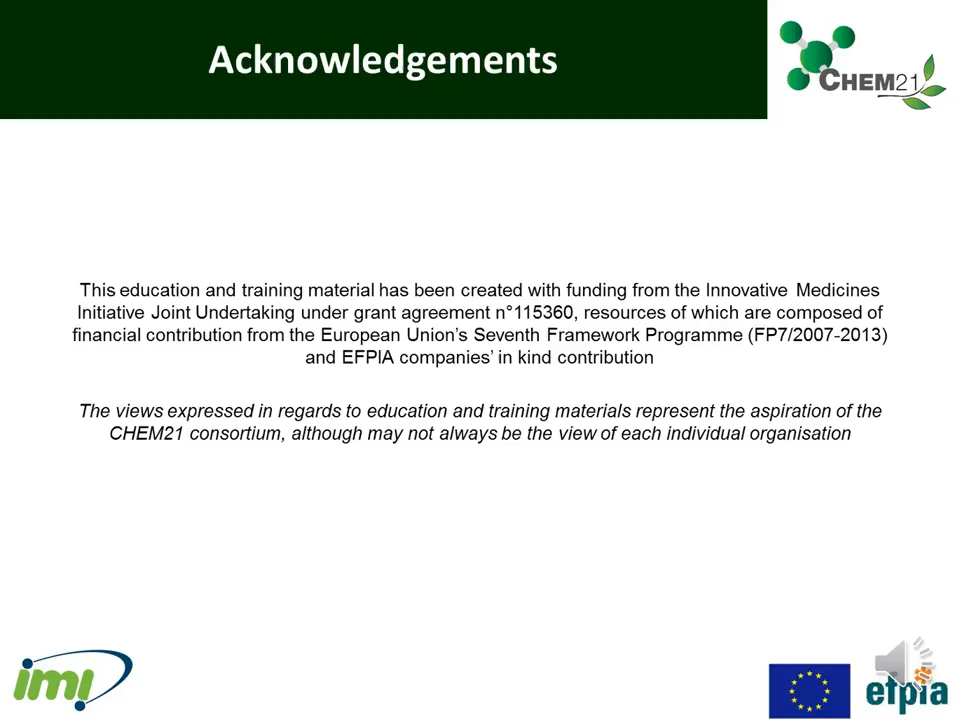 Acknowledgements
CHEM21
This education and training material has been created with funding from the Innovative Medicines
Initiative Joint Undertaking under grant agreement n°115360, resources of which are composed of
financial contribution from the European Union’s Seventh Framework Programme (FP7/2007-2013)
and EFPIA companies’ in kind contribution
The views expressed in regards to education and training materials represent the aspiration of the
CHEM21 consortium, although may not always be the view of each individual organisation
imi
efpia